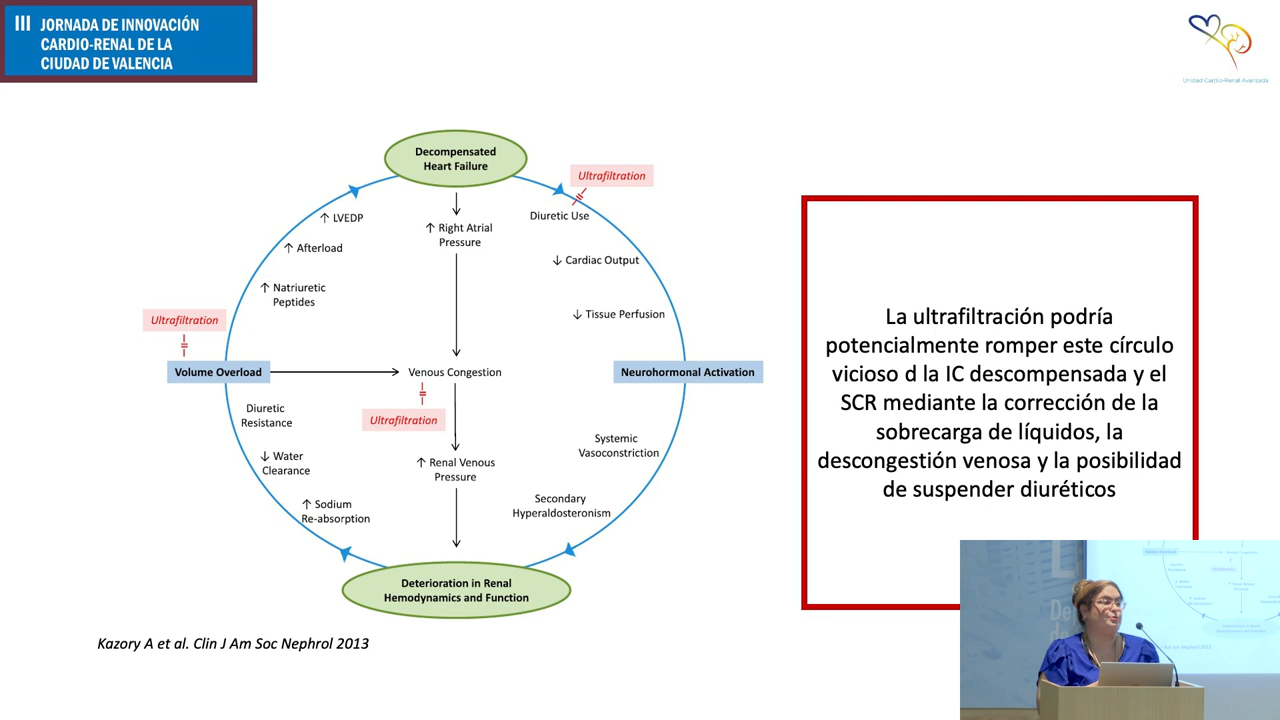 III JORNADA DE INNOVACIÓN
CARDIO-RENAL DE LA
CIUDAD DE VALENCIA
Unidad Cardio-Renal Avanzada
Decompensated
Heart Failure
Ultrafiltration
Diuretic Use
↑ LVEDP
↑ Right Atrial
Pressure
↑ Afterload
↓ Cardiac Output
↑ Natriuretic
Peptides
↓ Tissue Perfusion
Ultrafiltration
Volume Overload
Venous Congestion
Neurohormonal Activation
Diuretic
Resistance
Ultrafiltration
Systemic
Vasoconstriction
↓ Water
Clearance
↑ Renal Venous
Pressure
↑ Sodium
Re-absorption
Secondary
Hyperaldosteronism
Deterioration in Renal
Hemodynamics and Function
Kazory A et al. Clin J Am Soc Nephrol 2013
La ultrafiltración podría
potencialmente romper este círculo
vicioso d la IC descompensada y el
SCR mediante la corrección de la
sobrecarga de líquidos, la
descongestión venosa y la posibilidad
de suspender diuréticos